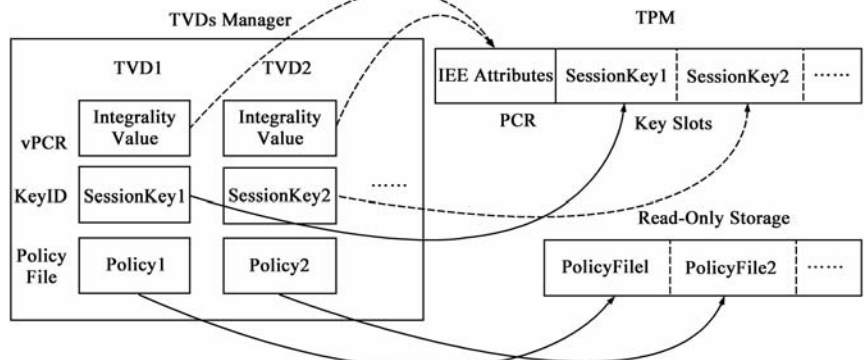 TVDs Manager
TPM
TVD1
TVD2
IEE Attributes
SessionKey1
SessionKey2
......
PCR
Key Slots
vPCR
Integrality
Value
Integrality
Value
KeyID
SessionKey1
SessionKey2
......
Read-Only Storage
Policy
File
Policy1
Policy2
PolicyFile1
PolicyFile2
......